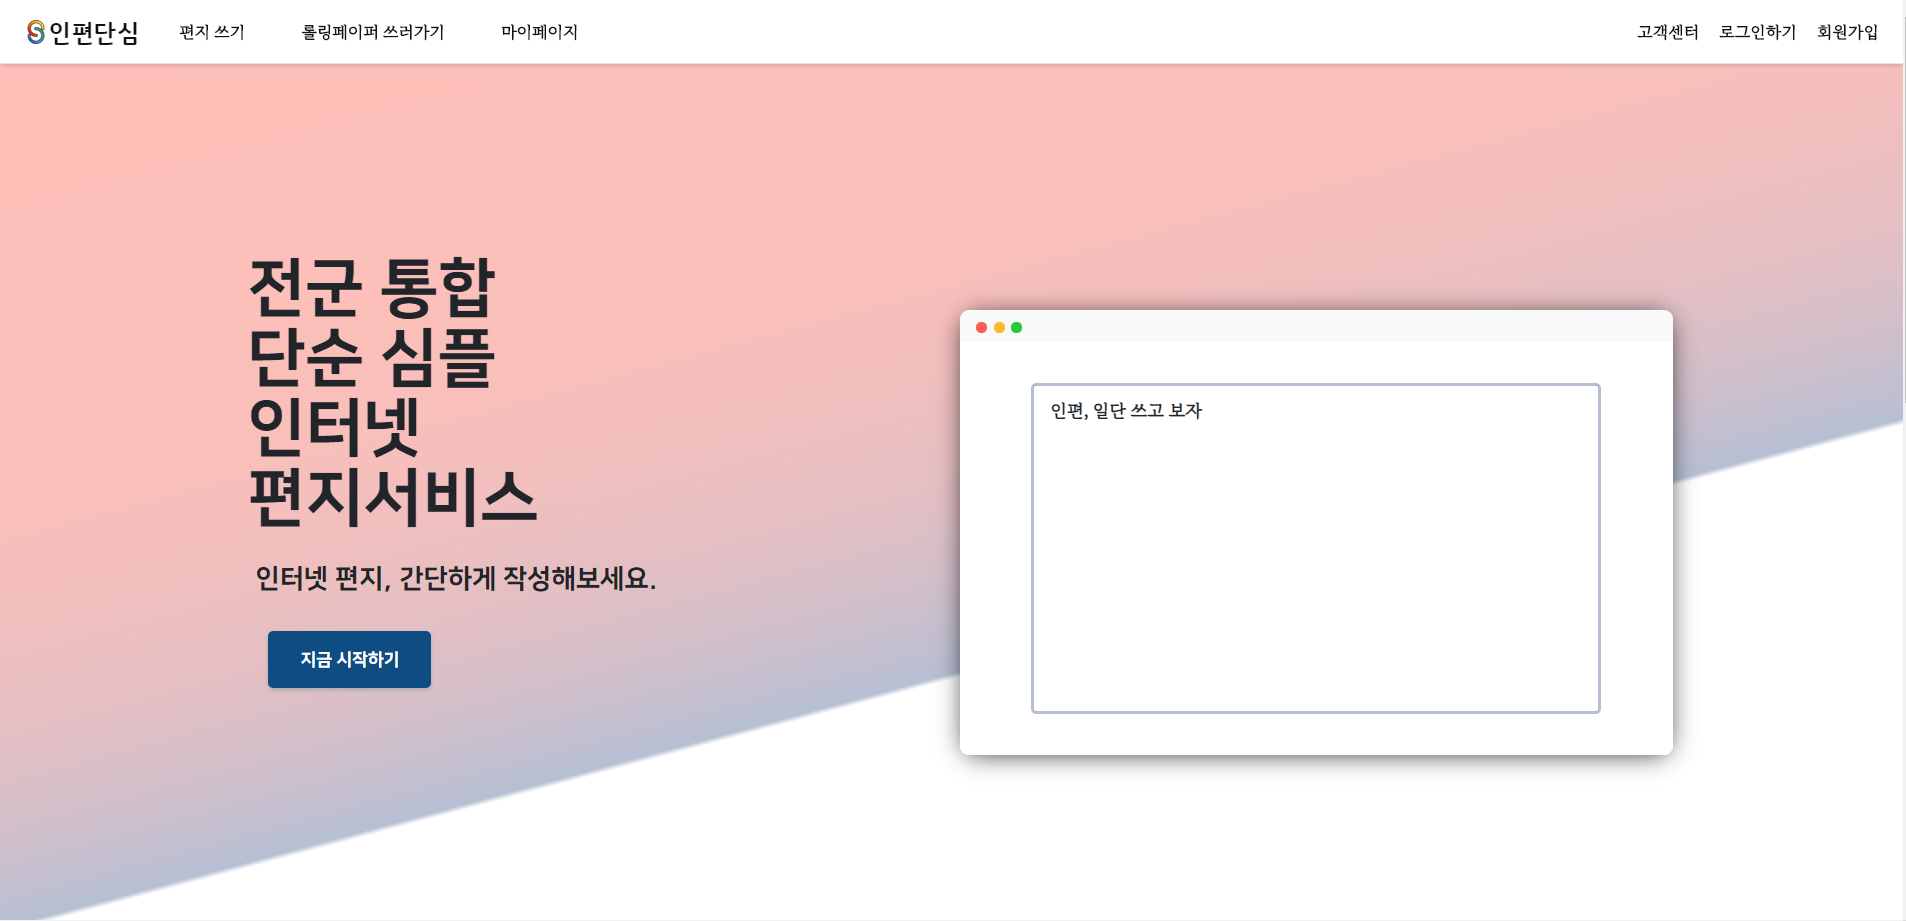 인편단심
편지 쓰기
롤링페이퍼 쓰러가기
마이페이지
고객센터
로그인하기
회원가입
전군 통합
단순 심플
인터넷
편지서비스
인터넷 편지, 간단하게 작성해보세요.
지금 시작하기
인편, 일단 쓰고 보자